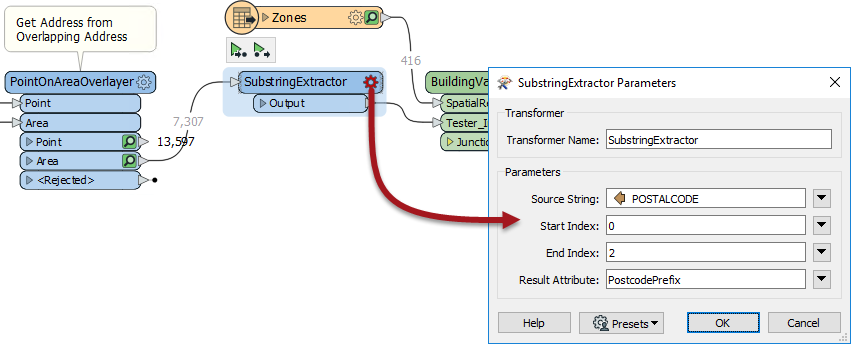 Get Address from
Overlapping Address
PointOnAreaOverlayer
Point
Area
Point
13,597
Area
<Rejected>
7,307
Zones
416
SubstringExtractor
Output
BuildingVa
SpatialRe
Tester_I
Junctio
SubstringExtractor Parameters
Transformer
Transformer Name: SubstringExtractor
Parameters
Source String: POSTALCODE
Start Index: 0
End Index: 2
Result Attribute: PostcodePrefix
Help
Presets
OK
Cancel